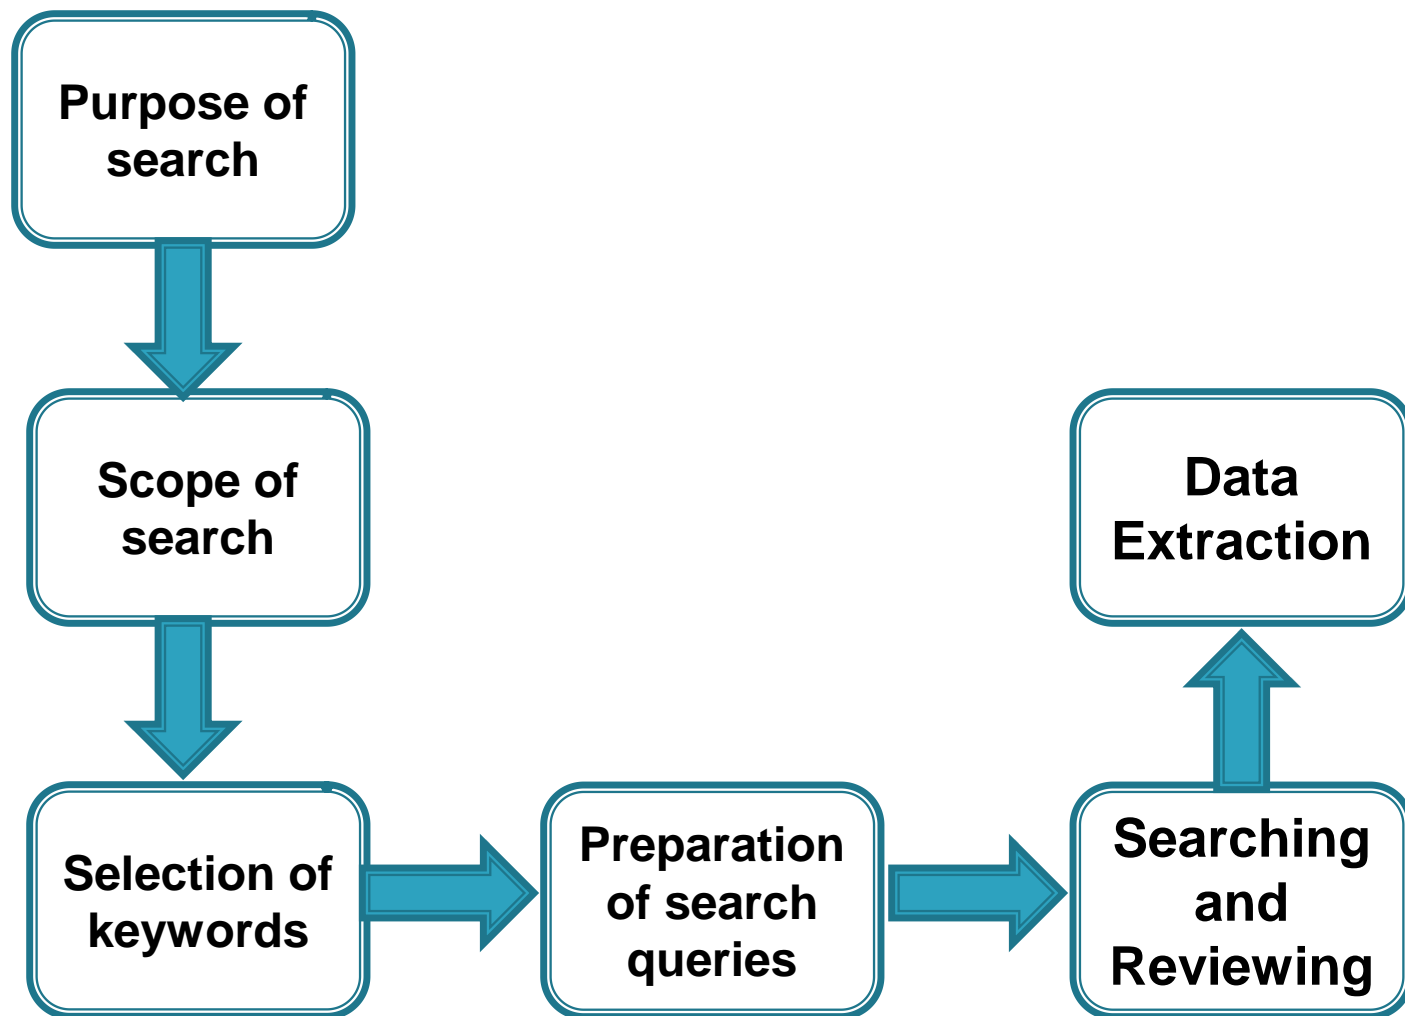 Purpose of
search
Scope of
search
Selection of
keywords
Preparation
of search
queries
Searching
and
Reviewing
Data
Extraction